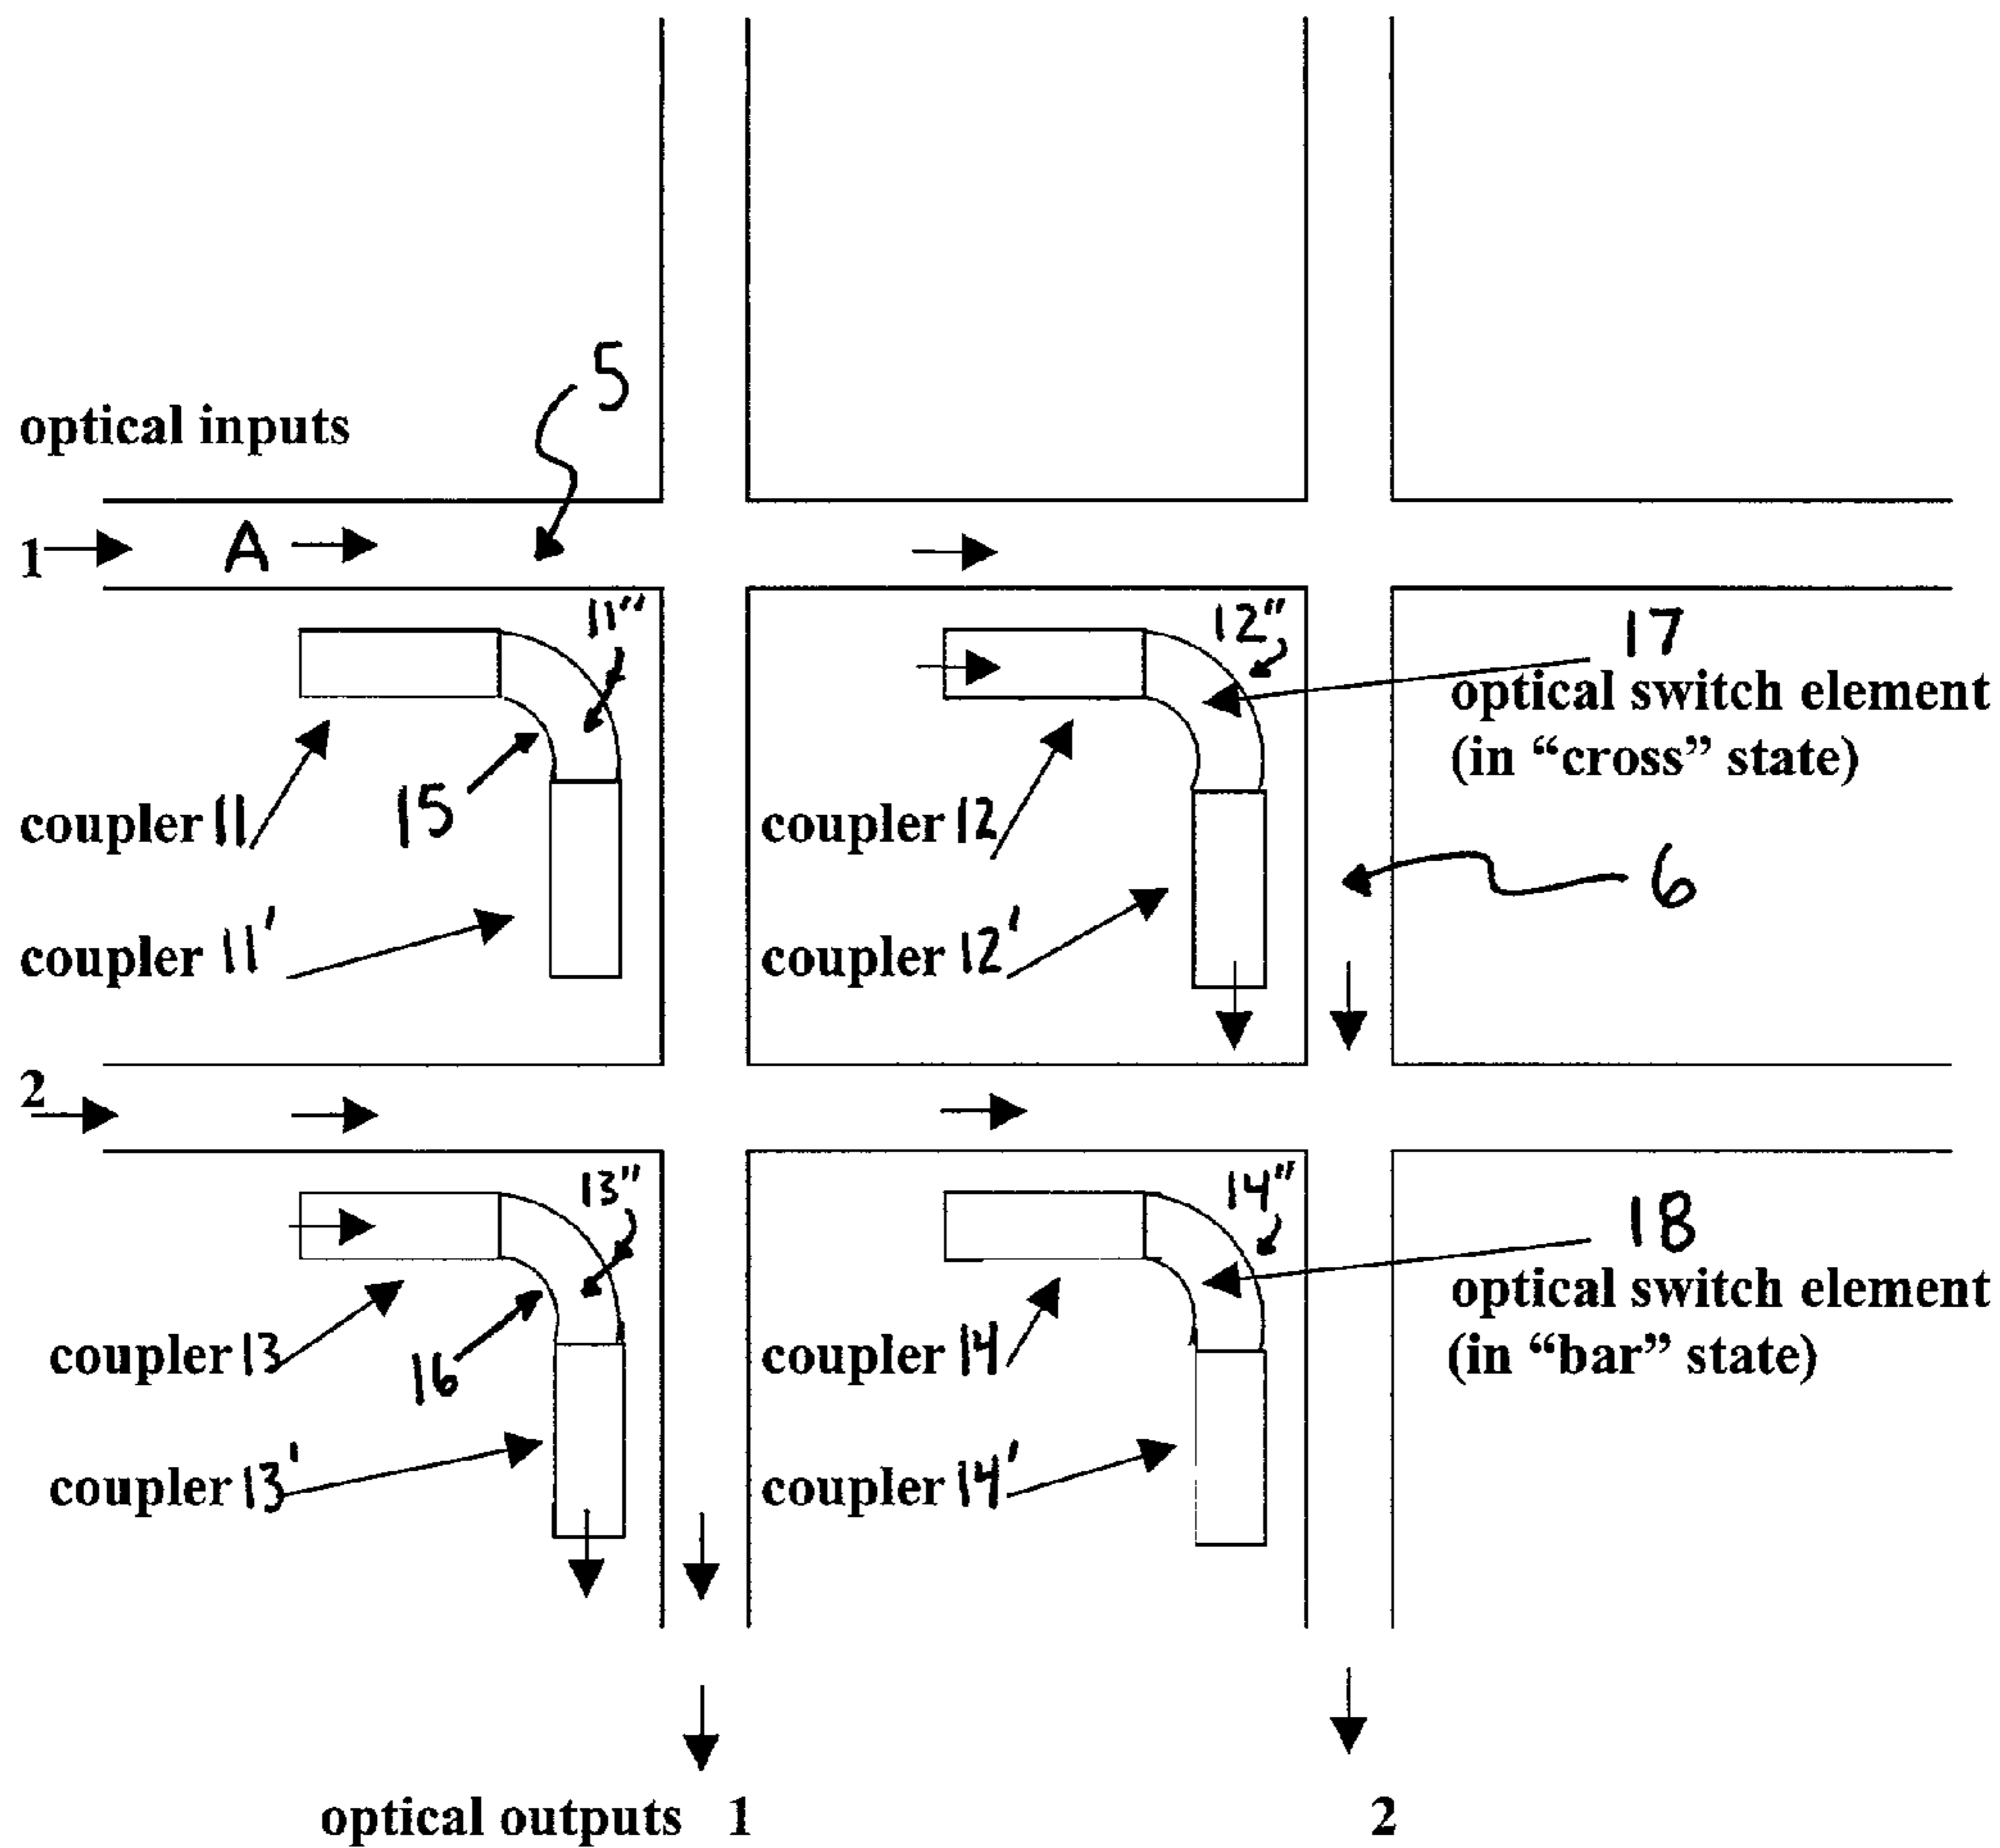 5
optical inputs
1 A
11" 12" 17
optical switch element
(in “cross” state)
coupler 11 15 coupler 12
6
coupler 11' coupler 12'
2
13" 14" 18
optical switch element
(in “bar” state)
coupler 13 16 coupler 14
coupler 13' coupler 14'
optical outputs 1 2